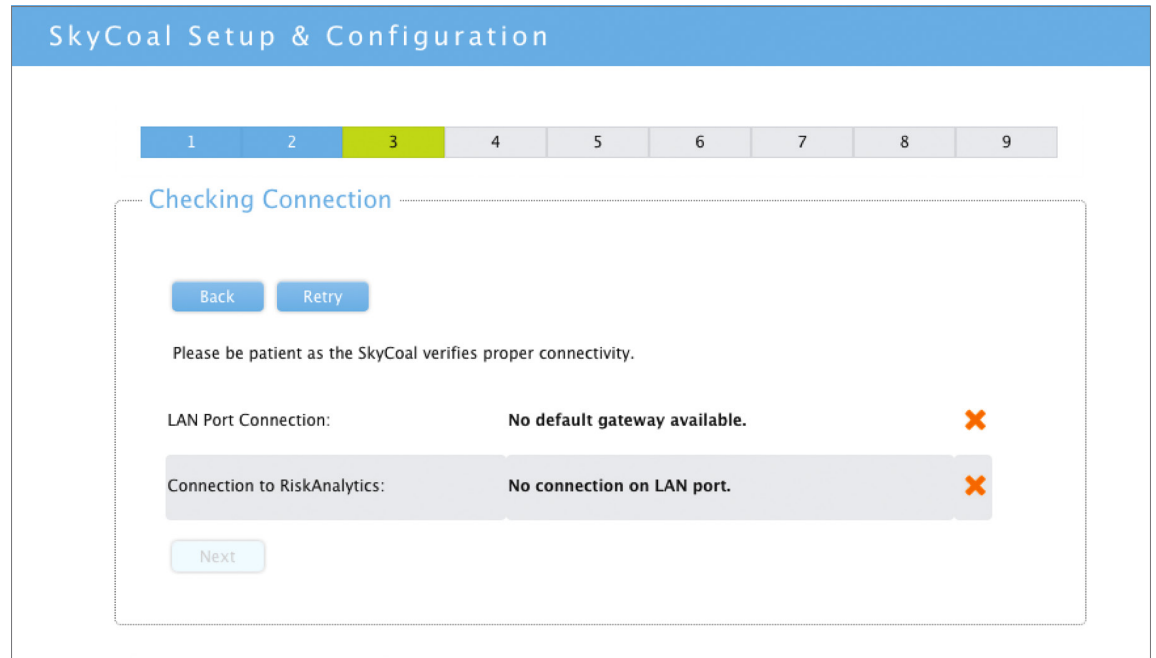 SkyCoal Setup & Configuration
1 2 3 4 5 6 7 8 9
Checking Connection
Back Retry
Please be patient as the SkyCoal verifies proper connectivity.
LAN Port Connection: No default gateway available.
Connection to RiskAnalytics: No connection on LAN port.
Next